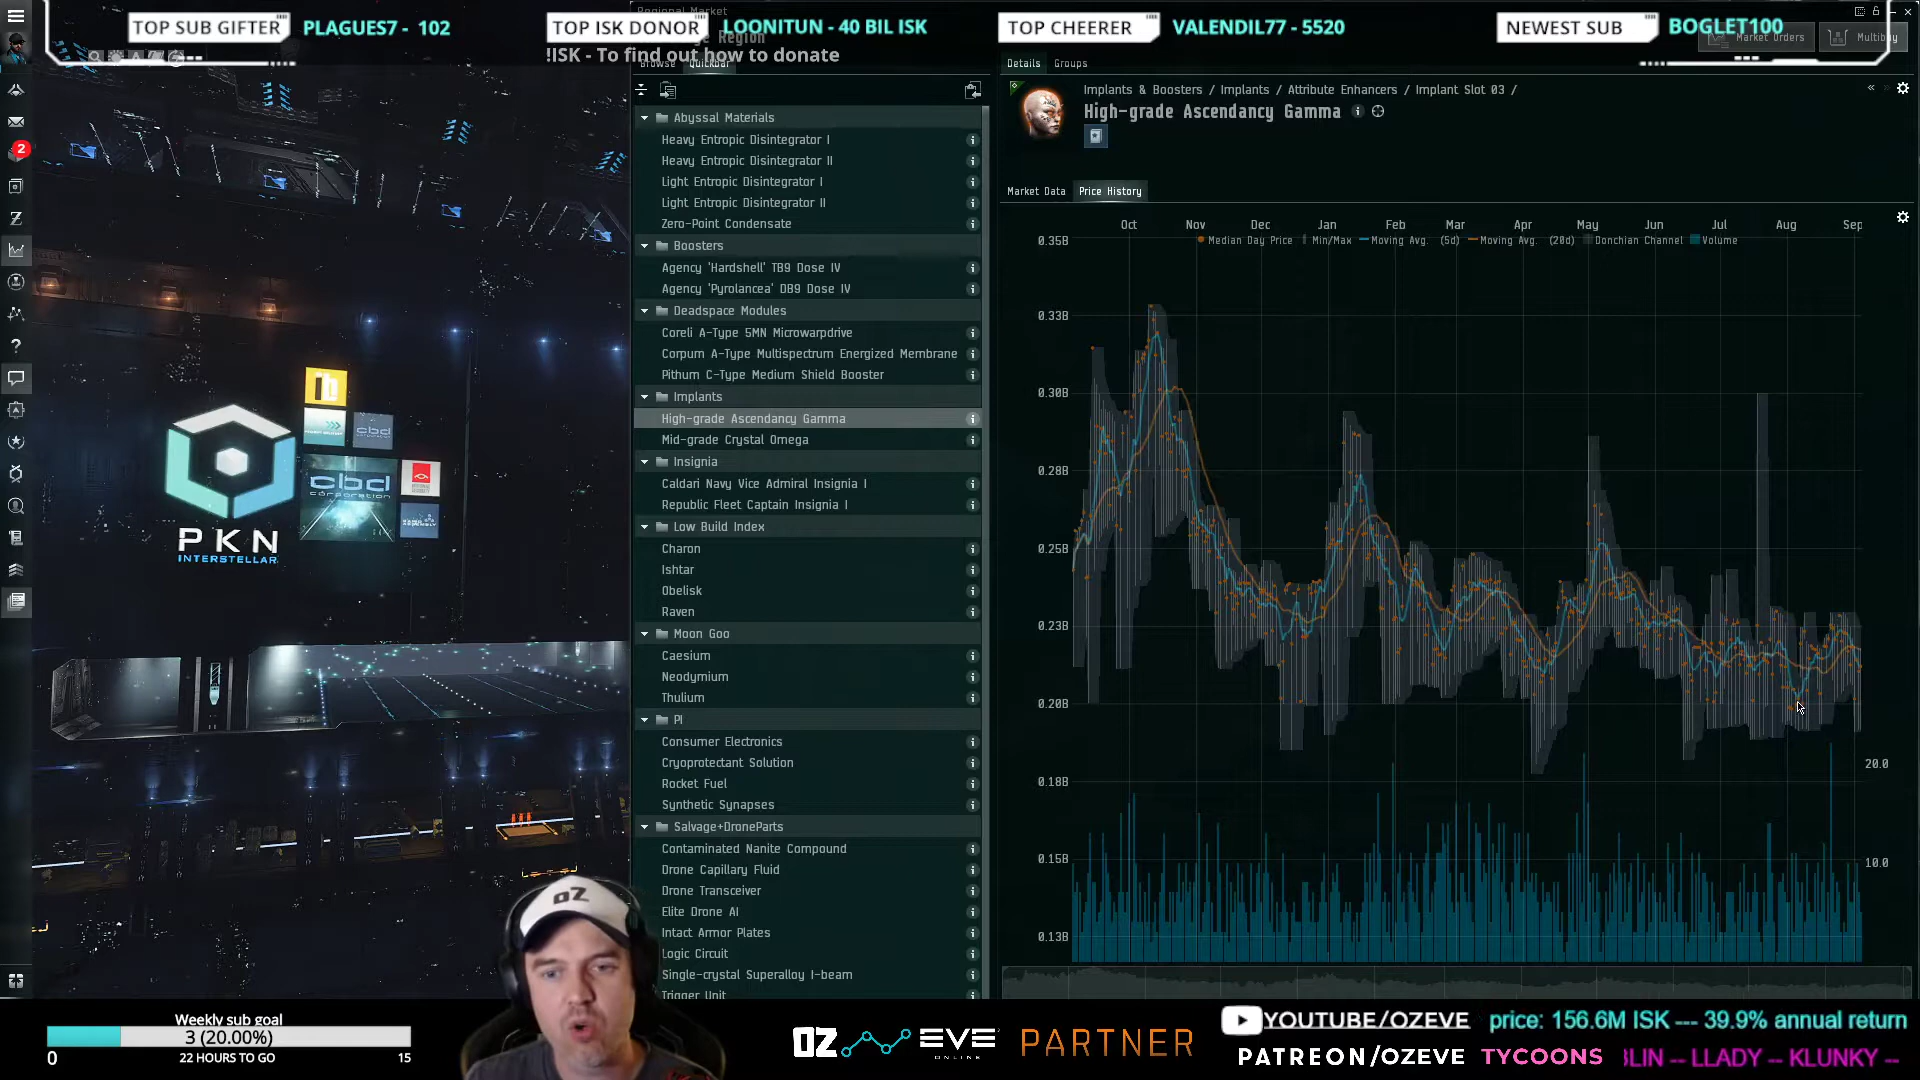 TOP SUB GIFTER
PLAGUES7 - 102
TOP ISK DONOR
LOONITUN - 40 BIL ISK
TOP CHEERER
VALENDIL77 - 5520
NEWEST SUB
BOGLET100
!ISK - To find out how to donate
Regional Market
Market Orders
Multibuy
Browse
Quickbar
Details
Groups
Implants & Boosters / Implants / Attribute Enhancers / Implant Slot 03 /
High-grade Ascendancy Gamma
Market Data
Price History
Abyssal Materials
Heavy Entropic Disintegrator I
Heavy Entropic Disintegrator II
Light Entropic Disintegrator I
Light Entropic Disintegrator II
Zero-Point Condensate
Boosters
Agency 'Hardshell' TB9 Dose IV
Agency 'Pyrolancea' DB9 Dose IV
Deadspace Modules
Coreli A-Type 5MN Microwarpdrive
Corpum A-Type Multispectrum Energized Membrane
Pithum C-Type Medium Shield Booster
Implants
High-grade Ascendancy Gamma
Mid-grade Crystal Omega
Insignia
Caldari Navy Vice Admiral Insignia I
Republic Fleet Captain Insignia I
Low Build Index
Charon
Ishtar
Obelisk
Raven
Moon Goo
Caesium
Neodymium
Thulium
PI
Consumer Electronics
Cryoprotectant Solution
Rocket Fuel
Synthetic Synapses
Salvage+DroneParts
Contaminated Nanite Compound
Drone Capillary Fluid
Drone Transceiver
Elite Drone AI
Intact Armor Plates
Logic Circuit
Single-crystal Superalloy I-beam
Trigger Unit
Oct Nov Dec Jan Feb Mar Apr May Jun Jul Aug Sep
Median Day Price
Min/Max
Moving Avg. (5d)
Moving Avg. (20d)
Donchian Channel
Volume
0.35B
0.33B
0.30B
0.28B
0.25B
0.23B
0.20B
0.18B
0.15B
0.13B
20.0
10.0
2
PKN
INTERSTELLAR
cbd
cbd
corporation
OZ
Weekly sub goal
3 (20.00%)
0
22 HOURS TO GO
15
OZ
EVE
ONLINE
PARTNER
YOUTUBE/OZEVE
price: 156.6M ISK --- 39.9% annual return
PATREON/OZEVE
TYCOONS
BLIN -- LLADY -- KLUNKY --